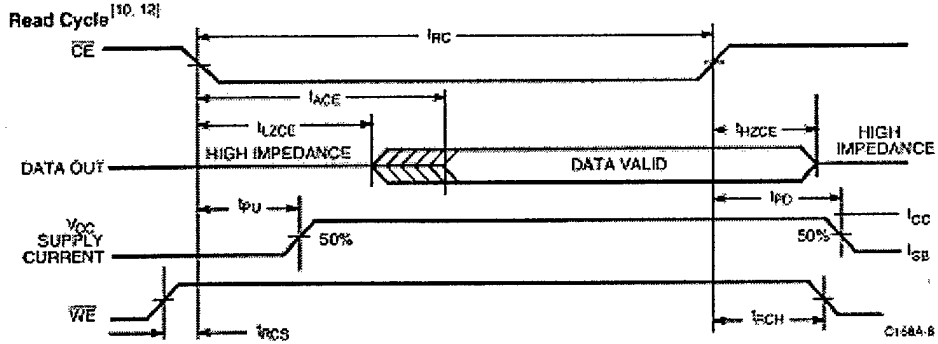 Read Cycle[10, 12]
CE
tRC
tACE
tLZCE
tHZCE
DATA OUT
HIGH IMPEDANCE
DATA VALID
HIGH
IMPEDANCE
tPU
tPD
VCC
SUPPLY
CURRENT
50%
50%
ICC
ISB
WE
tRCS
tRCH
C168A-8